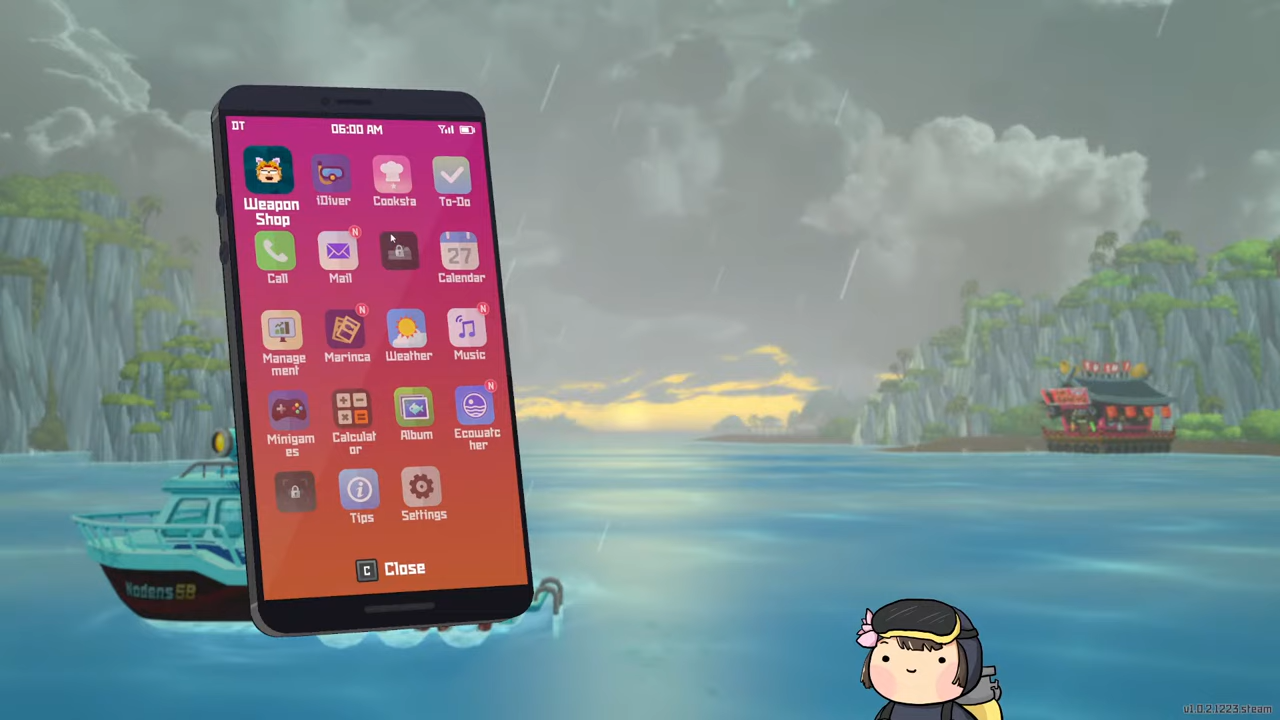 DT
06:00 AM
Weapon
Shop
iDiver
Cooksta
To-Do
Call
N
Mail
27
Calendar
Manage
ment
N
Marinca
Weather
N
Music
Minigam
es
Calculat
or
Album
N
Ecowatc
her
i
Tips
Settings
C Close
Nodens 58
v1.0.2.1223.steam